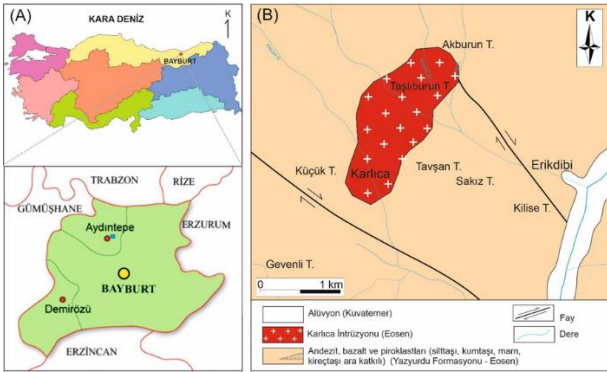 (A)
KARA DENİZ
K
BAYBURT
TRABZON
RİZE
GÜMÜŞHANE
ERZURUM
Aydıntepe
BAYBURT
Demirözü
ERZİNCAN
(B)
K
Akburun T.
Taşlıburun T.
Karlıca
Küçük T.
Tavşan T.
Sakız T.
Erikdibi
Kilise T.
Gevenli T.
0 1 km
Alüvyon (Kuvaterner)
Fay
Karlıca İntrüzyonu (Eosen)
Dere
Andezit, bazalt ve piroklastları (silttaşı, kumtaşı, marn,
kireçtaşı ara katkılı) (Yazyurdu Formasyonu - Eosen)